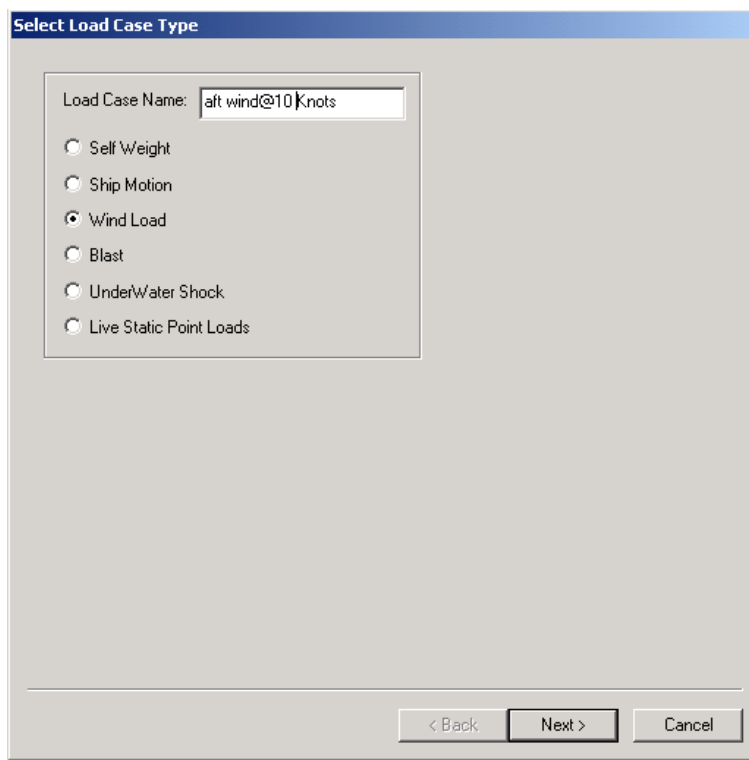 Select Load Case Type
Load Case Name: aft wind@10 Knots
Self Weight
Ship Motion
Wind Load
Blast
UnderWater Shock
Live Static Point Loads
< Back Next > Cancel